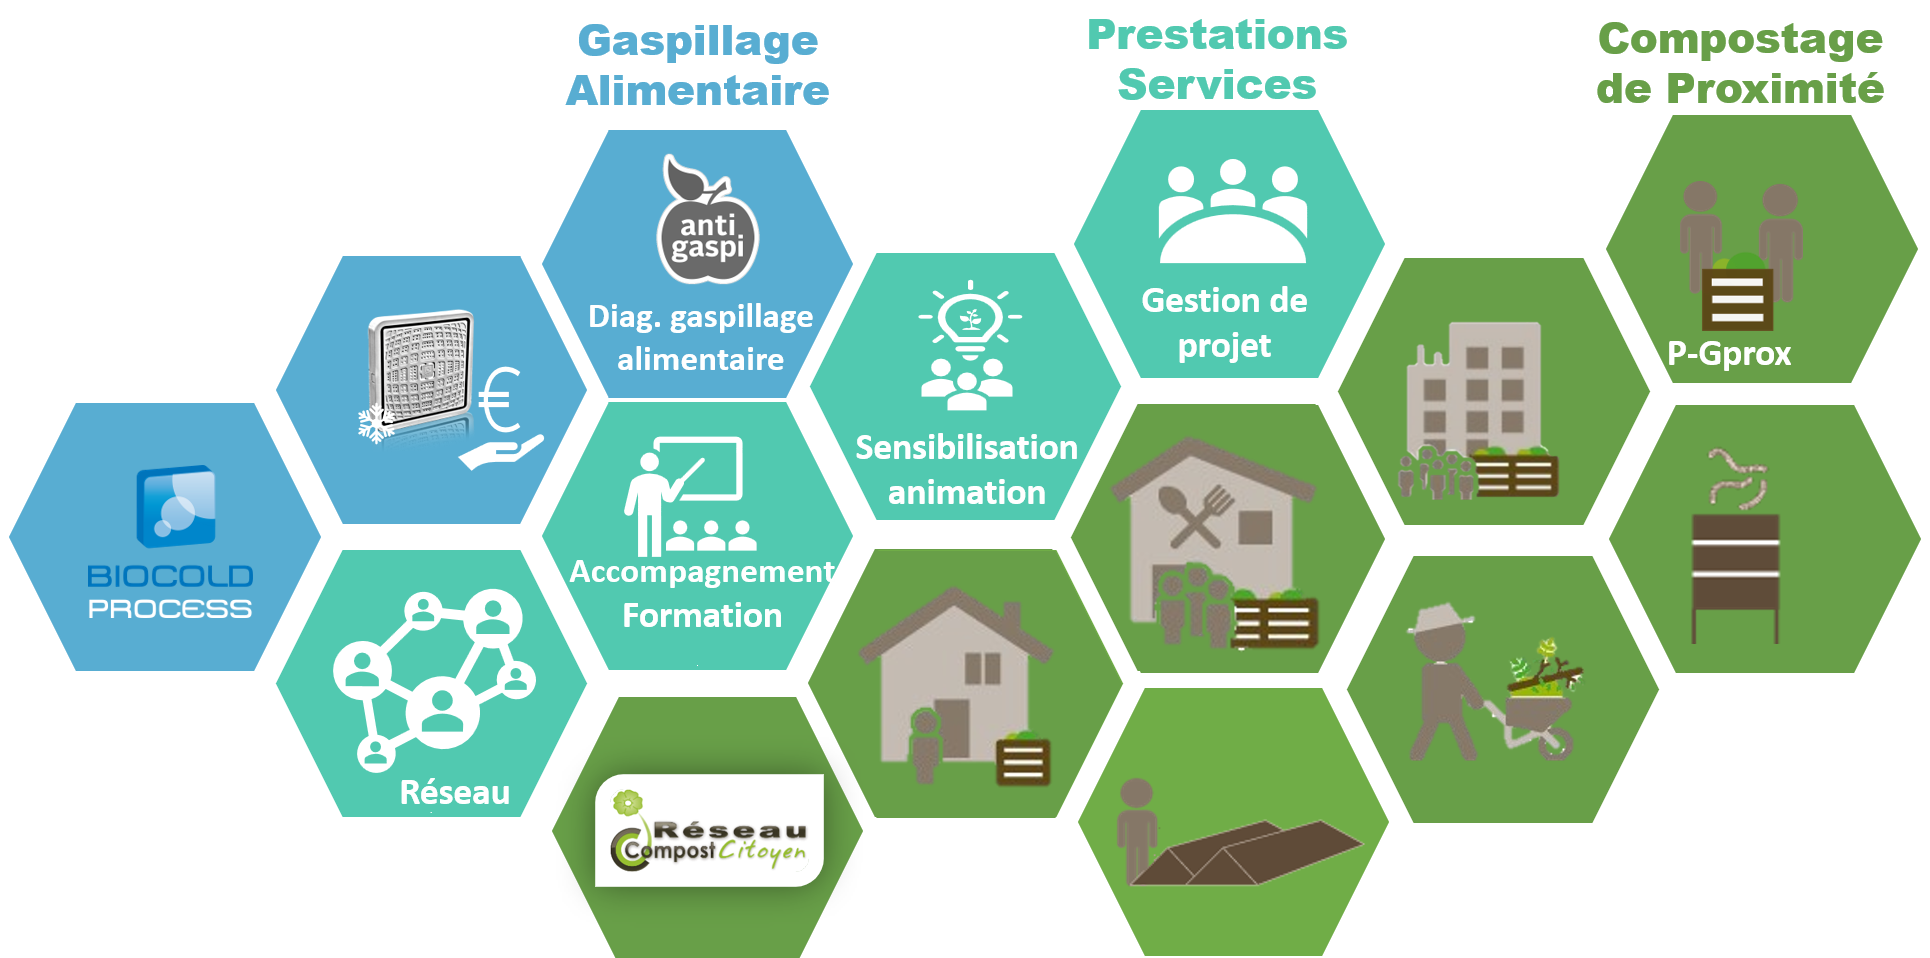 Gaspillage
Alimentaire
Prestations
Services
Compostage
de Proximité
anti
gaspi
Diag. gaspillage
alimentaire
Gestion de
projet
P-Gprox
€
Sensibilisation
animation
BIOCOLD
PROCESS
Accompagnement
Formation
Réseau
Réseau
Compost Citoyen